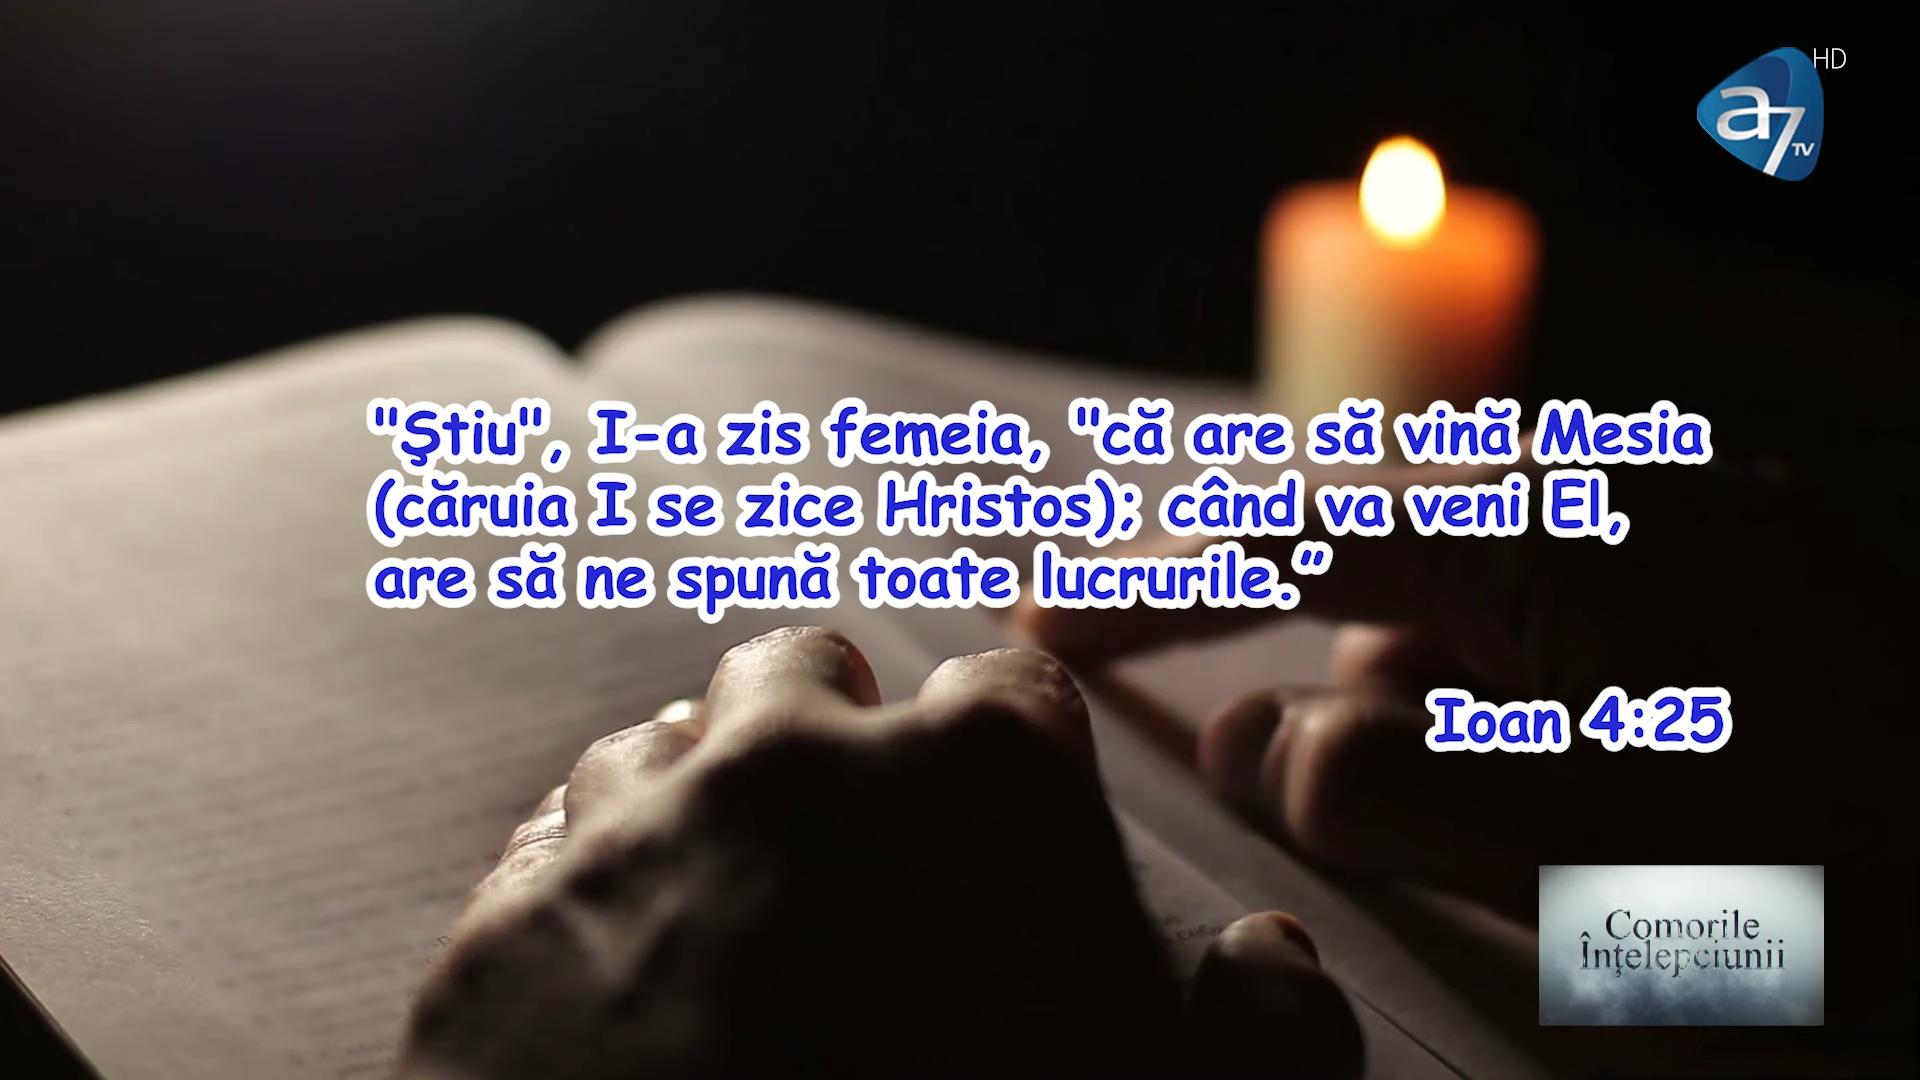 HD
a7
TV
"Ştiu", I-a zis femeia, "că are să vină Mesia
(căruia I se zice Hristos); când va veni El,
are să ne spună toate lucrurile.”
Ioan 4:25
Comorile
Înţelepciunii